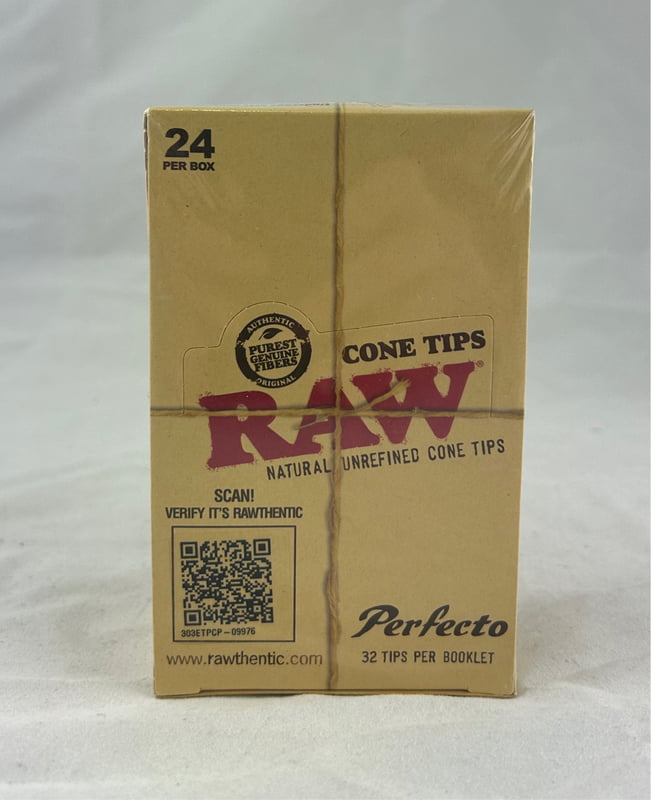 24
PER BOX
AUTHENTIC
PUREST
GENUINE
FIBERS
ORIGINAL
CONE TIPS
RAW®
NATURAL UNREFINED CONE TIPS
SCAN!
VERIFY IT'S RAWTHENTIC
303ETPCP-09976
www.rawthentic.com
Perfecto
32 TIPS PER BOOKLET